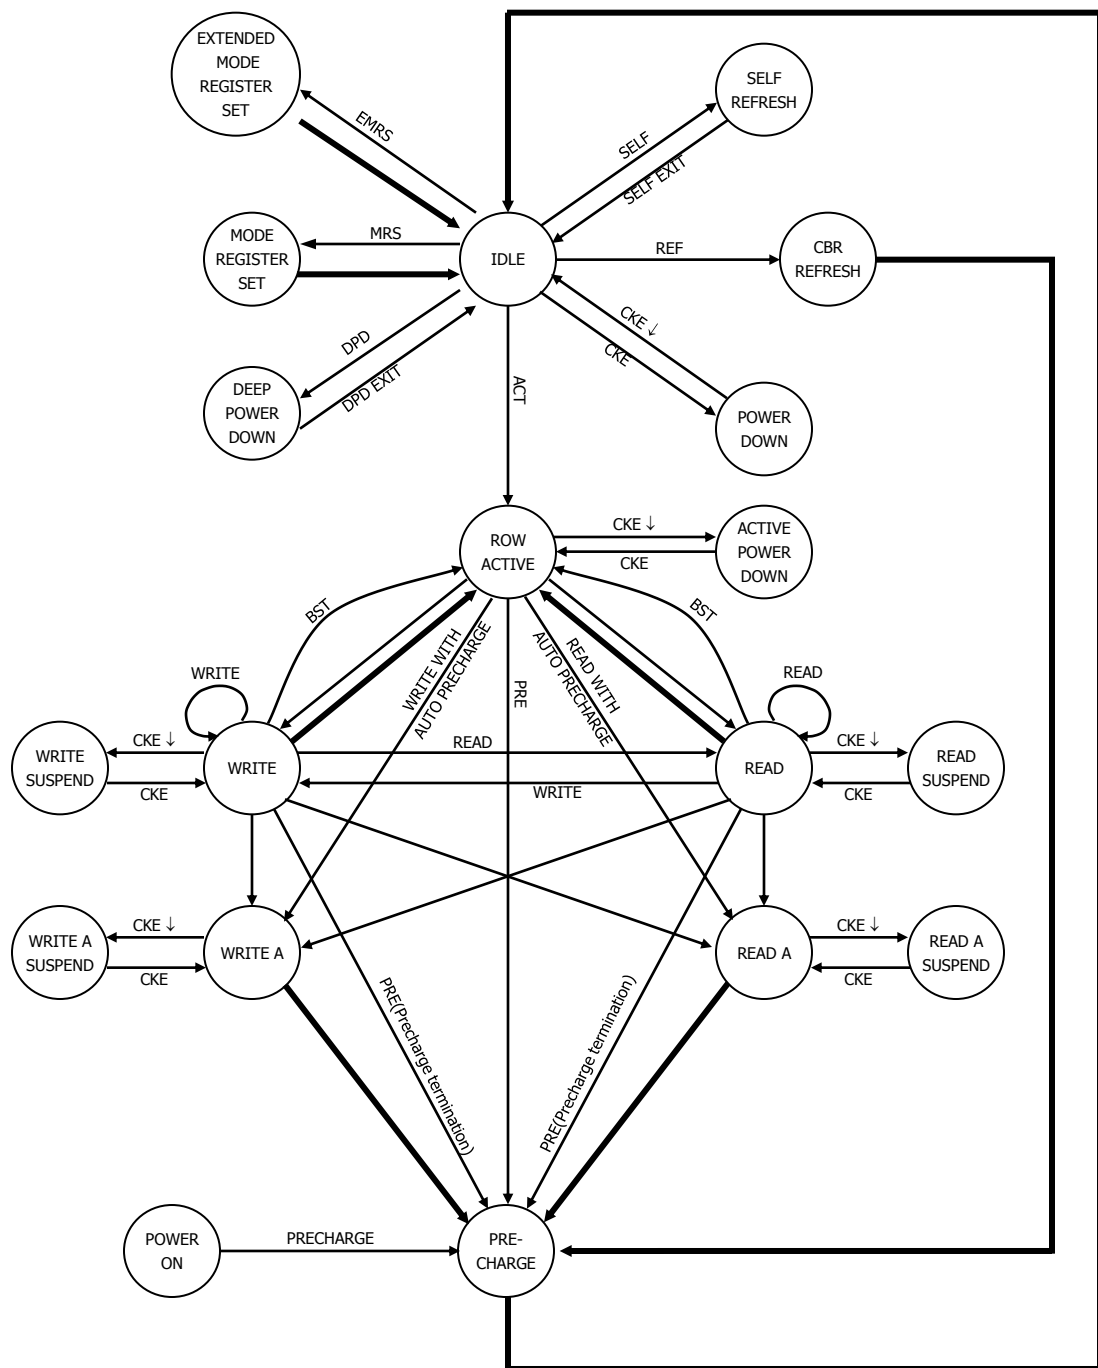 EXTENDED
MODE
REGISTER
SET
SELF
REFRESH
EMRS
SELF
SELF EXIT
MODE
REGISTER
SET
MRS
IDLE
REF
CBR
REFRESH
DPD
DPD EXIT
CKE ↓
CKE
DEEP
POWER
DOWN
ACT
POWER
DOWN
ROW
ACTIVE
CKE ↓
CKE
ACTIVE
POWER
DOWN
BST
BST
WRITE WITH
AUTO PRECHARGE
PRE
READ WITH
AUTO PRECHARGE
WRITE
READ
WRITE
SUSPEND
CKE ↓
CKE
WRITE
READ
WRITE
READ
CKE ↓
CKE
READ
SUSPEND
WRITE A
SUSPEND
CKE ↓
CKE
WRITE A
READ A
CKE ↓
CKE
READ A
SUSPEND
PRE(Precharge termination)
PRE(Precharge termination)
POWER
ON
PRECHARGE
PRE-
CHARGE